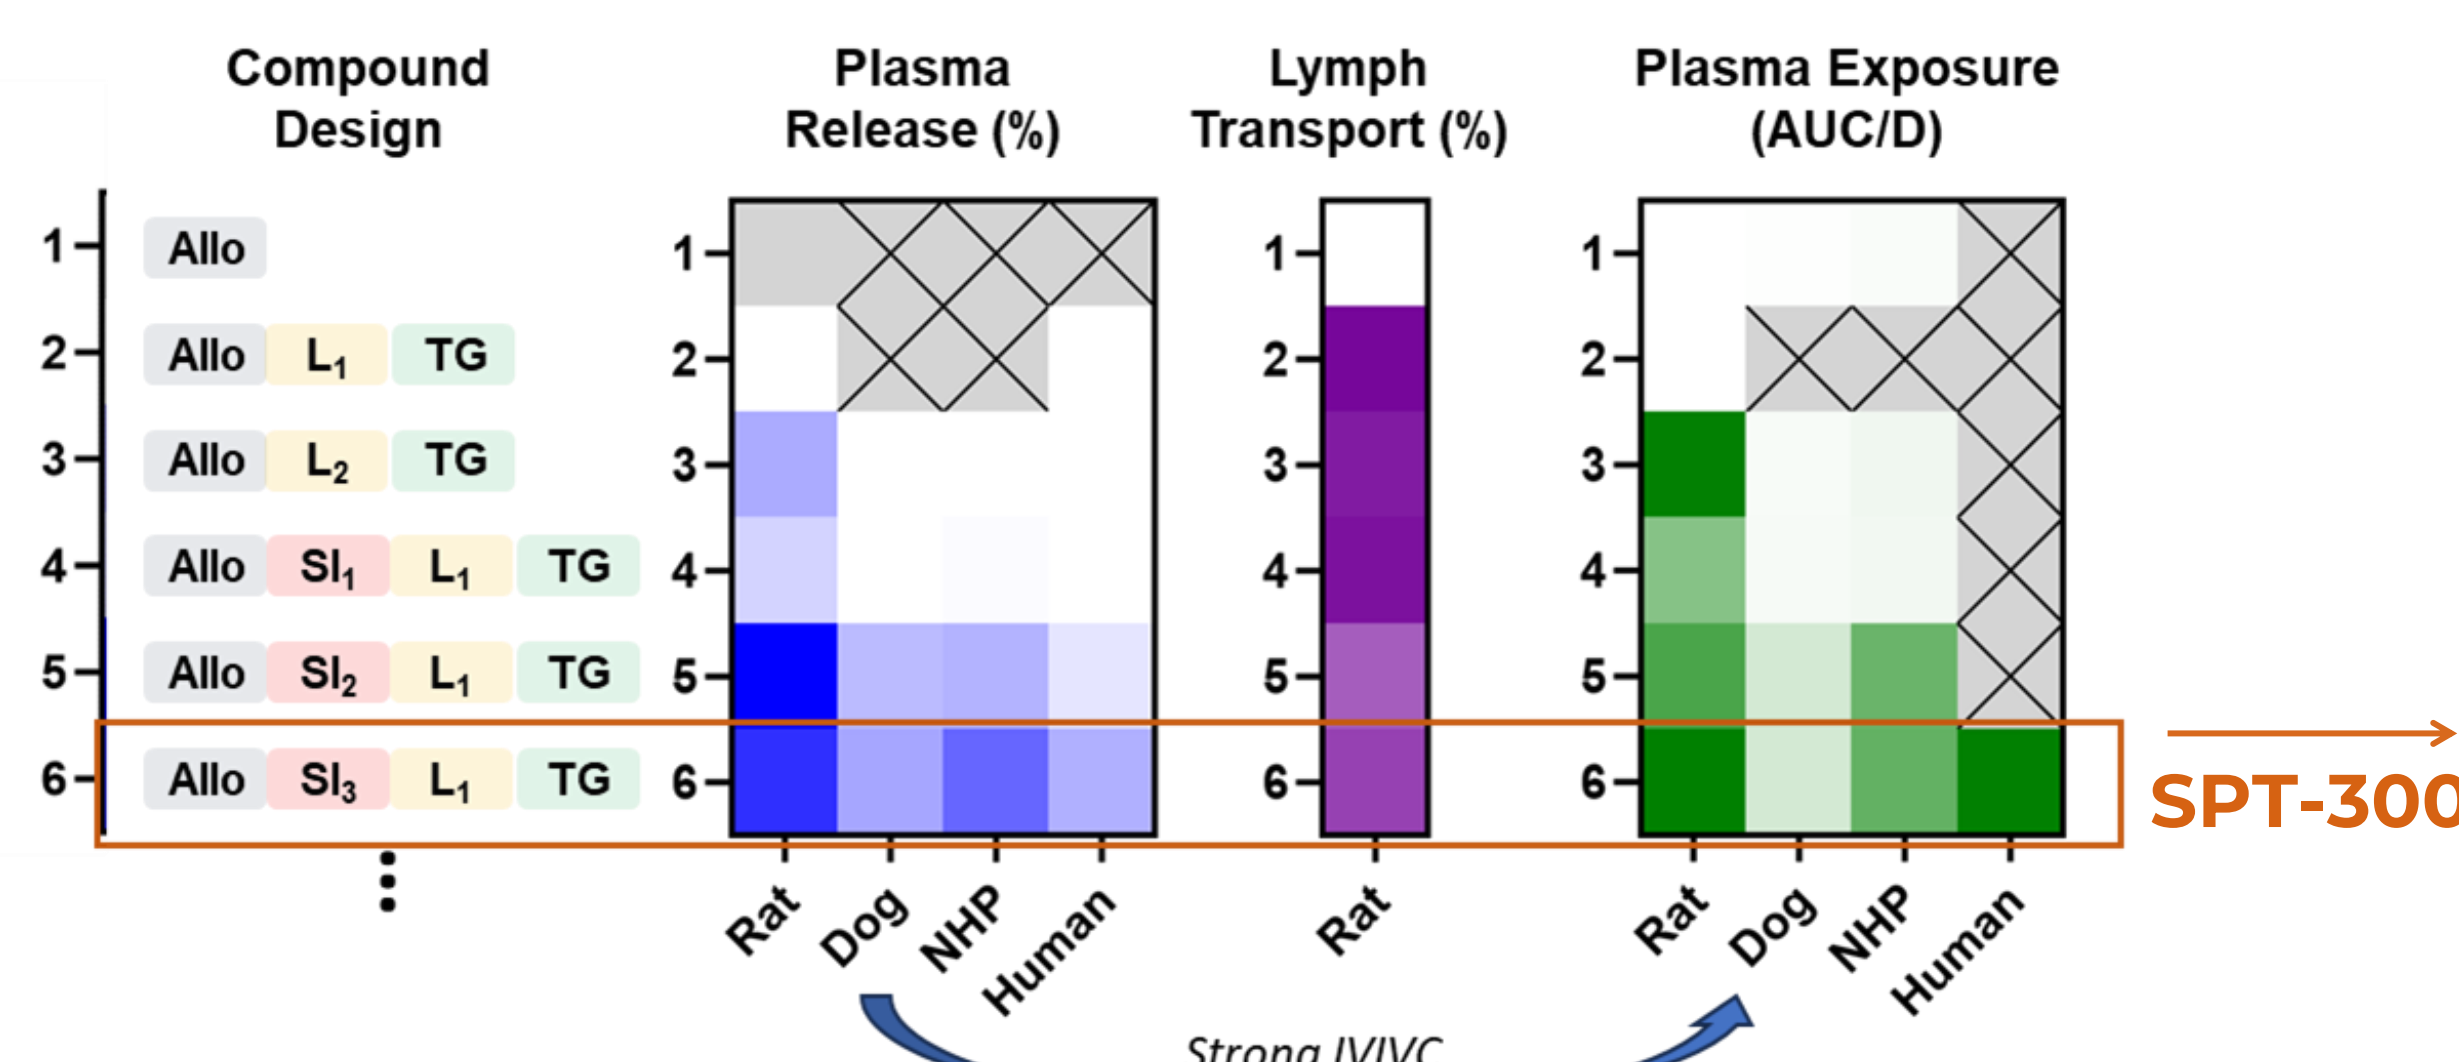 Compound
Design
Plasma
Release (%)
Lymph
Transport (%)
Plasma Exposure
(AUC/D)
1 Allo
2 Allo L₁ TG
3 Allo L₂ TG
4 Allo SI₁ L₁ TG
5 Allo SI₂ L₁ TG
6 Allo SI₃ L₁ TG
1
2
3
4
5
6
Rat Dog NHP Human
1
2
3
4
5
6
Rat
1
2
3
4
5
6
Rat Dog NHP Human
SPT-300
Strong IVIVC